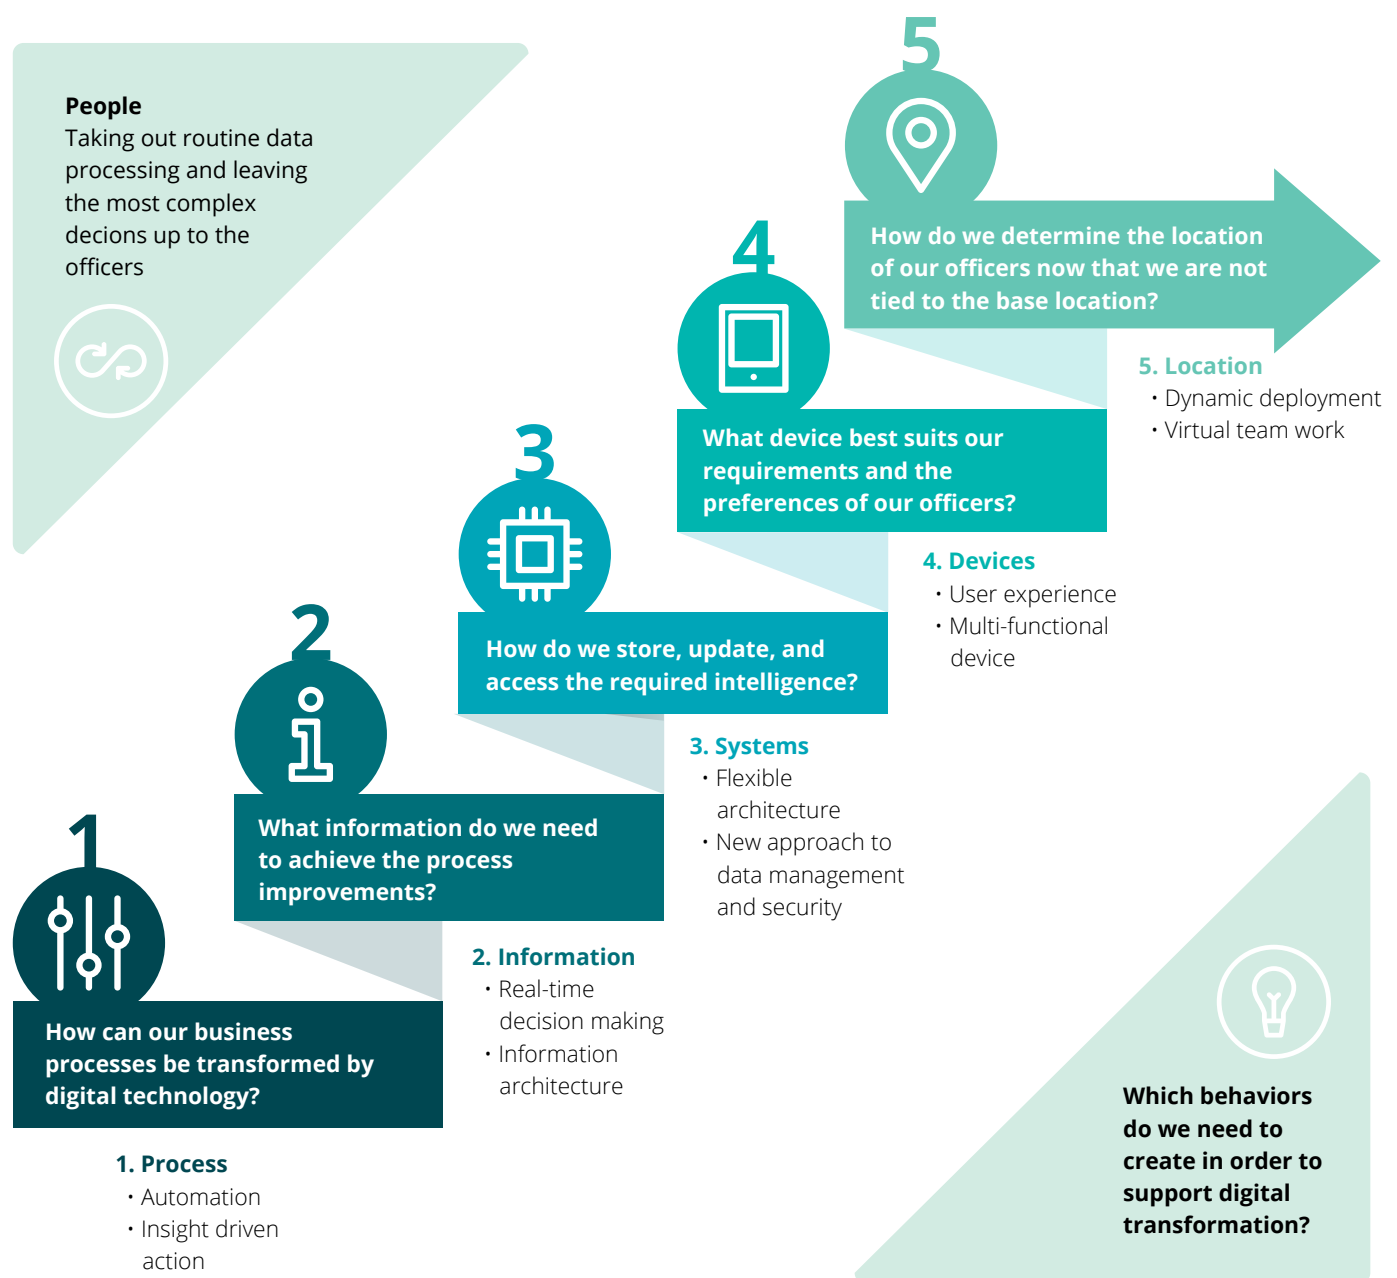 People
Taking out routine data
processing and leaving
the most complex
decions up to the
officers
5
How do we determine the location
of our officers now that we are not
tied to the base location?
5. Location
• Dynamic deployment
• Virtual team work
4
What device best suits our
requirements and the
preferences of our officers?
4. Devices
• User experience
• Multi-functional
device
3
How do we store, update, and
access the required intelligence?
3. Systems
• Flexible
architecture
• New approach to
data management
and security
2
What information do we need
to achieve the process
improvements?
2. Information
• Real-time
decision making
• Information
architecture
1
How can our business
processes be transformed by
digital technology?
1. Process
• Automation
• Insight driven
action
Which behaviors
do we need to
create in order to
support digital
transformation?